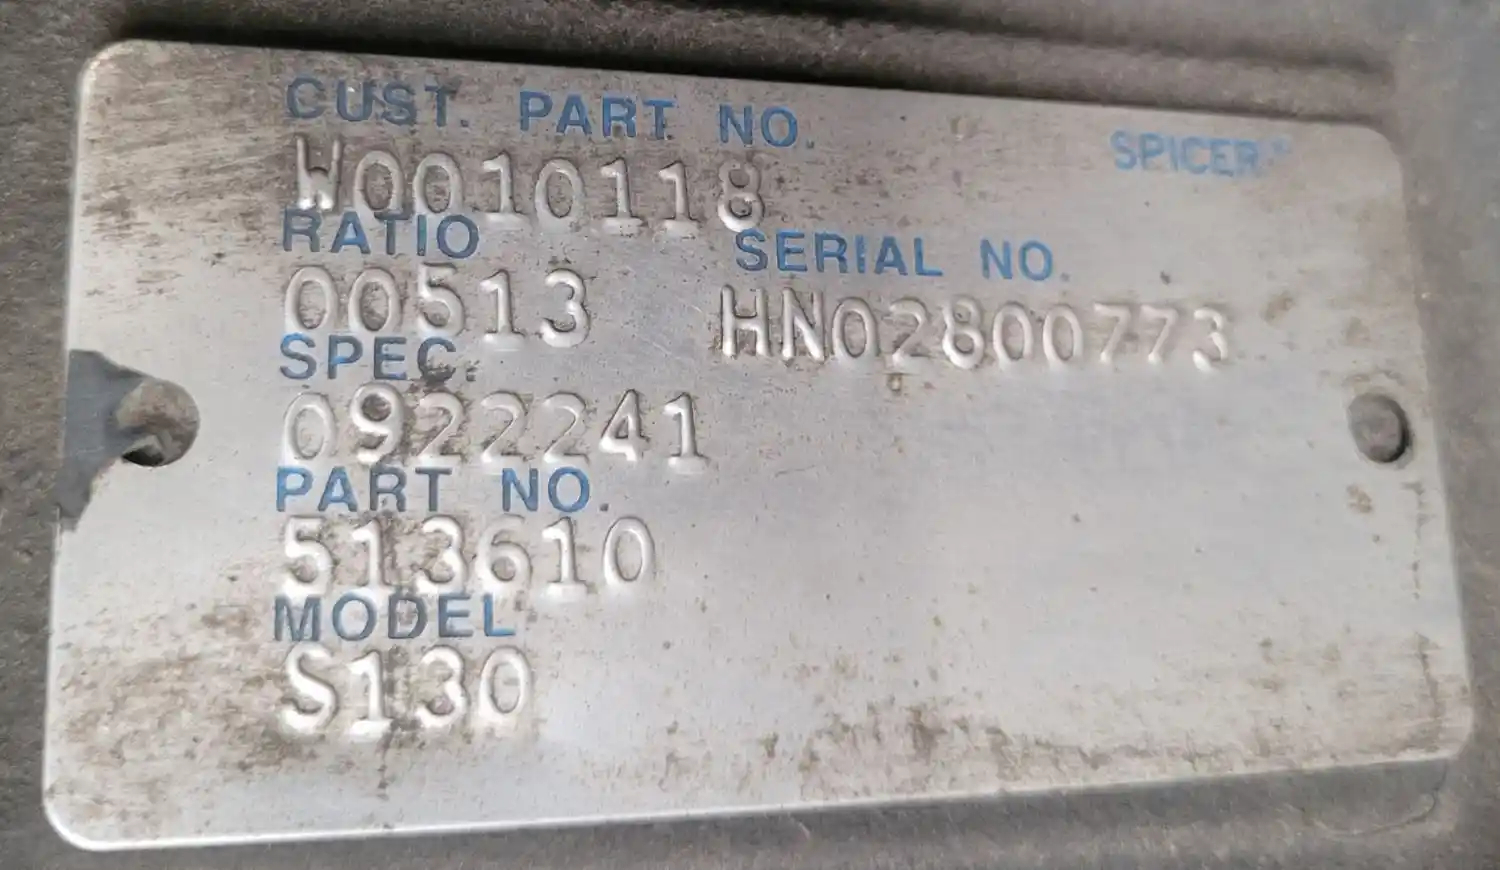 CUST. PART NO.
SPICER®
W0010118
RATIO
SERIAL NO.
00513
HN02800773
SPEC.
0922241
PART NO.
513610
MODEL
S130